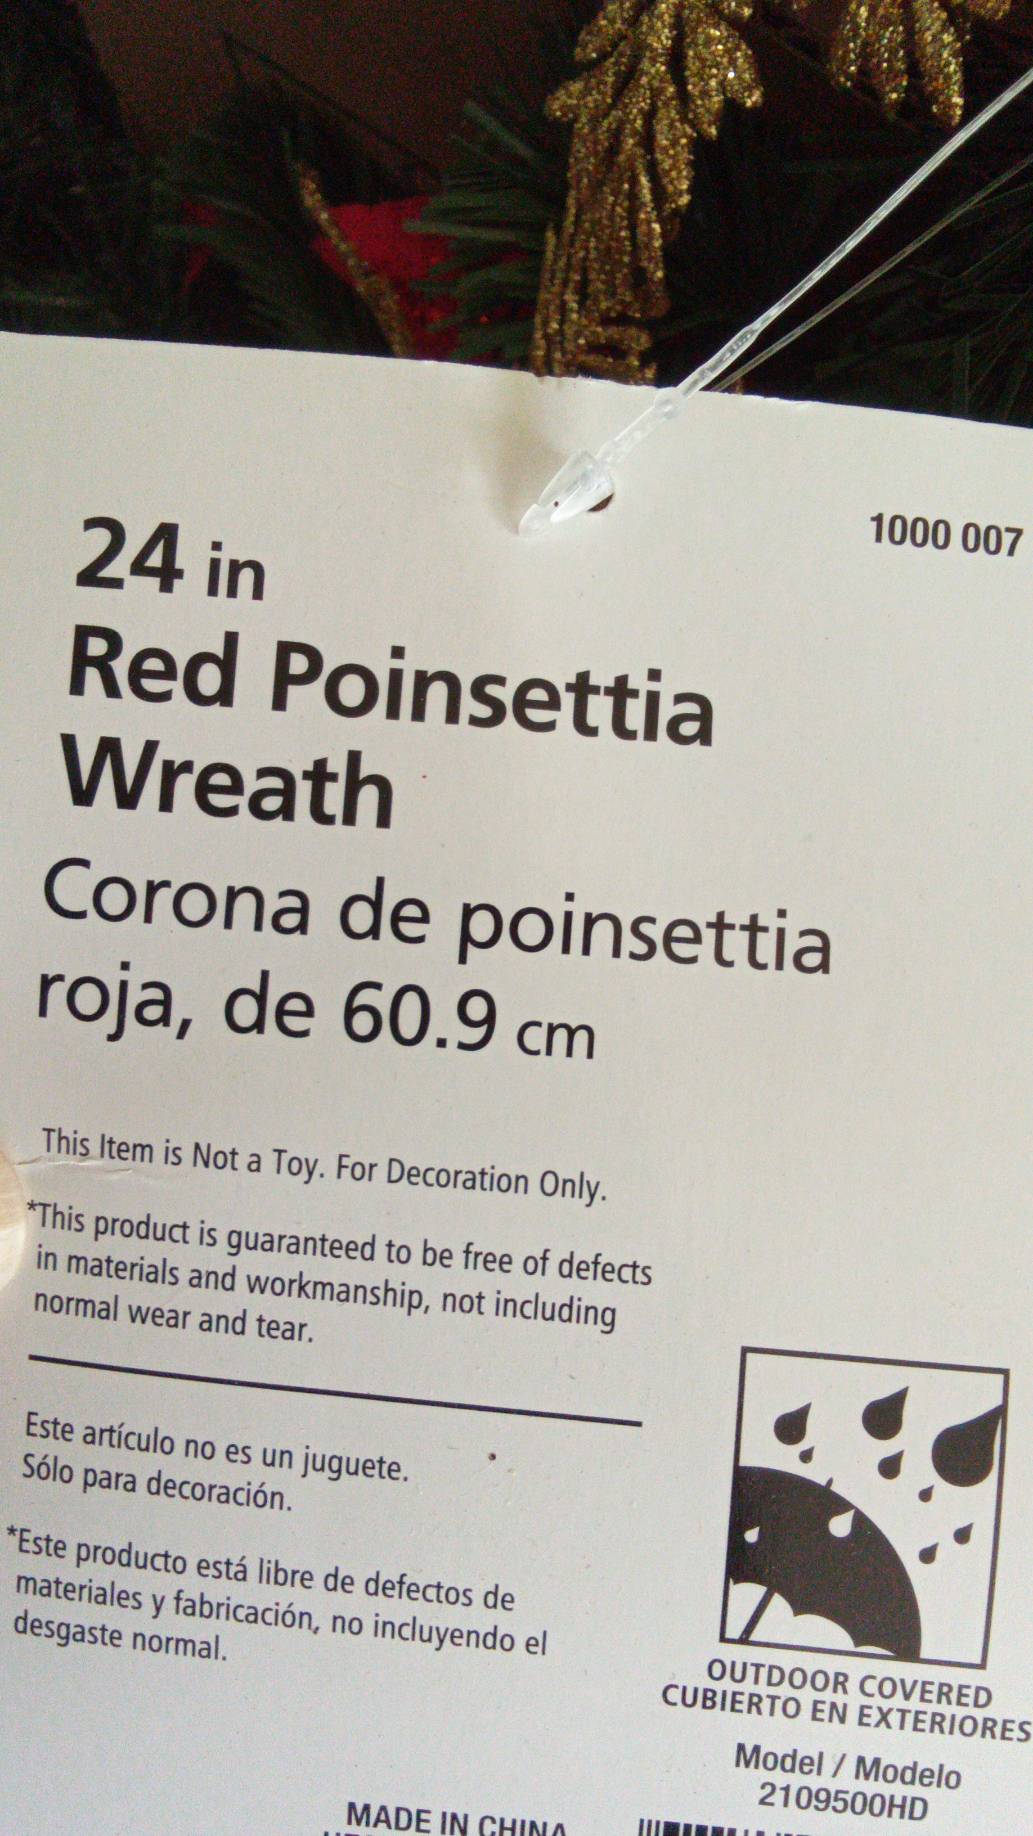 1000 007
24 in
Red Poinsettia
Wreath
Corona de poinsettia
roja, de 60.9 cm
This Item is Not a Toy. For Decoration Only.
*This product is guaranteed to be free of defects
in materials and workmanship, not including
normal wear and tear.
Este artículo no es un juguete.
Sólo para decoración.
*Este producto está libre de defectos de
materiales y fabricación, no incluyendo el
desgaste normal.
OUTDOOR COVERED
CUBIERTO EN EXTERIORES
Model / Modelo
2109500HD
MADE IN CHINA